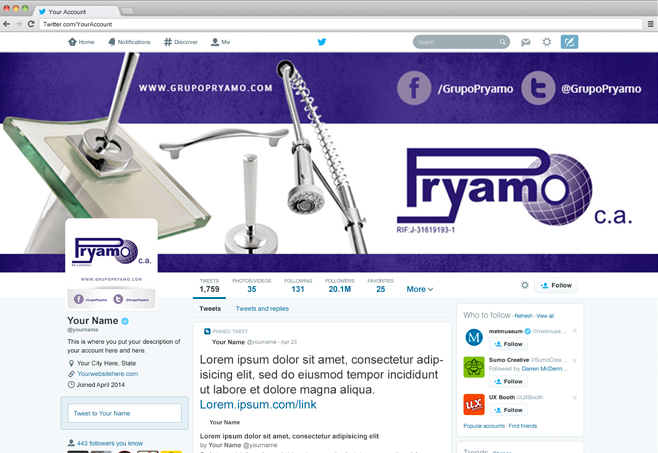 Your Account
Twitter.com/YourAccount
Home Notifications Discover Me
Search
WWW.GRUPOPRYAMO.COM
/GrupoPryamo @GrupoPryamo
Pryamo c.a.
RIF:J-31619193-1
Pryamo c.a.
WWW.GRUPOPRYAMO.COM
/GrupoPryamo @GrupoPryamo
TWEETS PHOTOS/VIDEOS FOLLOWING FOLLOWERS FAVORITES
1,759 35 131 20.1M 25 More
Follow
Tweets Tweets and replies
Your Name
@yourname
This is where you put your description of
your account here and here.
Your City Here, State
Yourwebsitehere.com
Joined April 2014
Tweet to Your Name
443 followers you know
PINNED TWEET
Your Name @yourname · Apr 23
Lorem ipsum dolor sit amet, consectetur adip-
isicing elit, sed do eiusmod tempor incididunt
ut labore et dolore magna aliqua.
Lorem.ipsum.com/link
Your Name
Lorem ipsum dolor sit amet, consectetur adipisicing elit
by Your Name @yourname
Who to follow · Refresh · View all
metmuseum @metmuse...
Follow
Sumo Creative @SumoCrea...
Followed by Darren McDerm...
Follow
UX Booth @UXBooth
Follow
Popular accounts · Find friends
Trends · Change